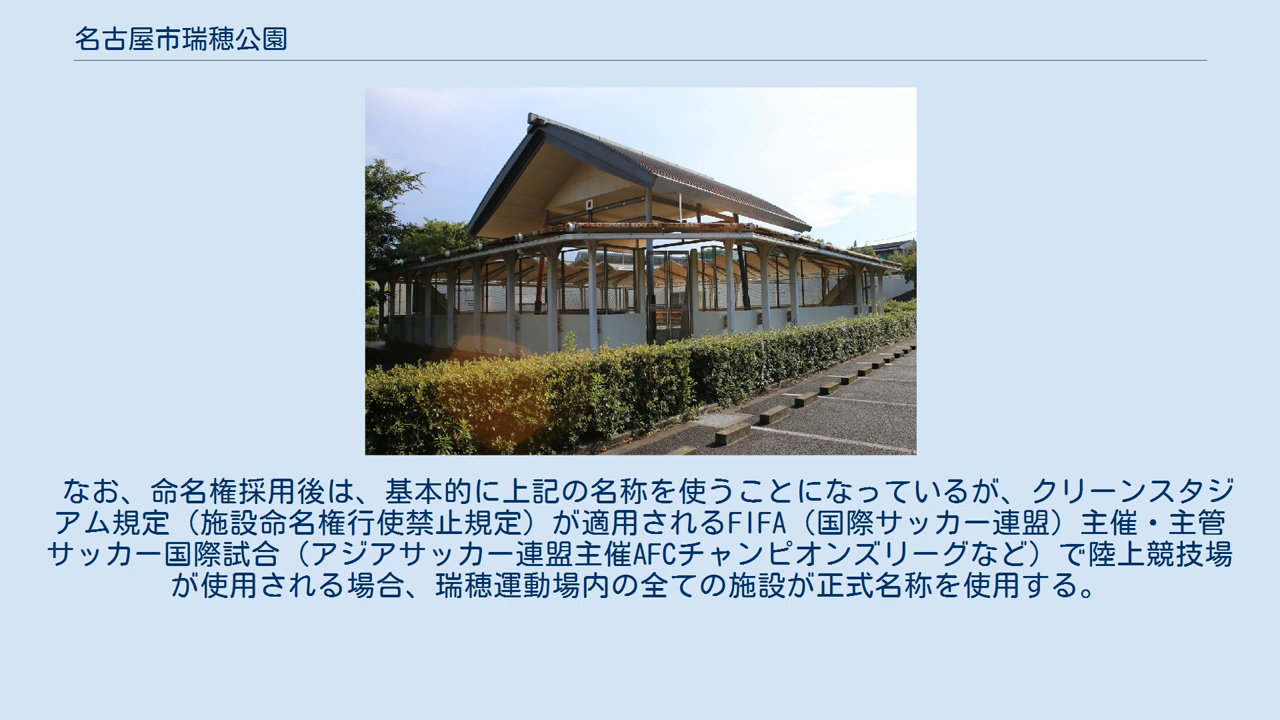 名古屋市瑞穂公園
なお、命名権採用後は、基本的に上記の名称を使うことになっているが、クリーンスタジ
アム規定（施設命名権行使禁止規定）が適用されるFIFA（国際サッカー連盟）主催・主管
サッカー国際試合（アジアサッカー連盟主催AFCチャンピオンズリーグなど）で陸上競技場
が使用される場合、瑞穂運動場内の全ての施設が正式名称を使用する。